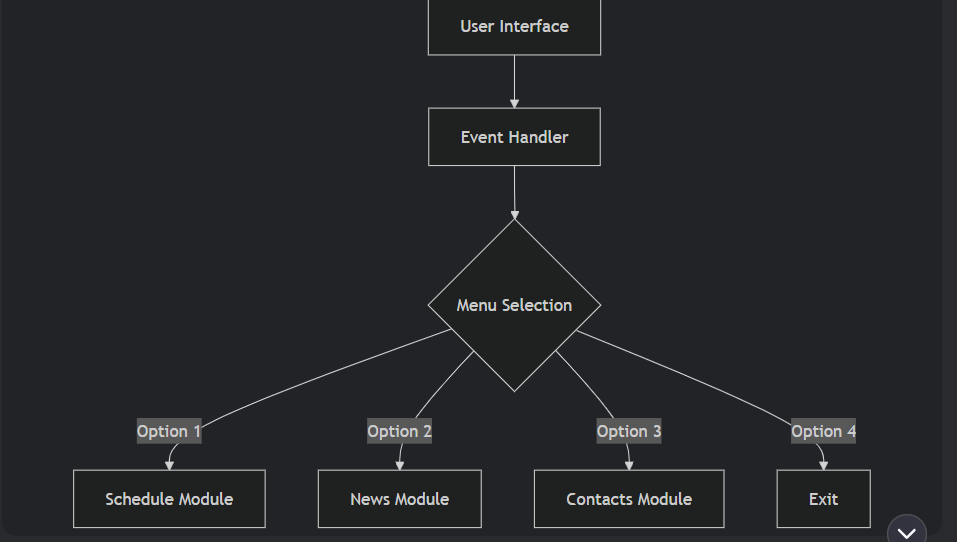 User Interface
Event Handler
Menu Selection
Option 1
Option 2
Option 3
Option 4
Schedule Module
News Module
Contacts Module
Exit